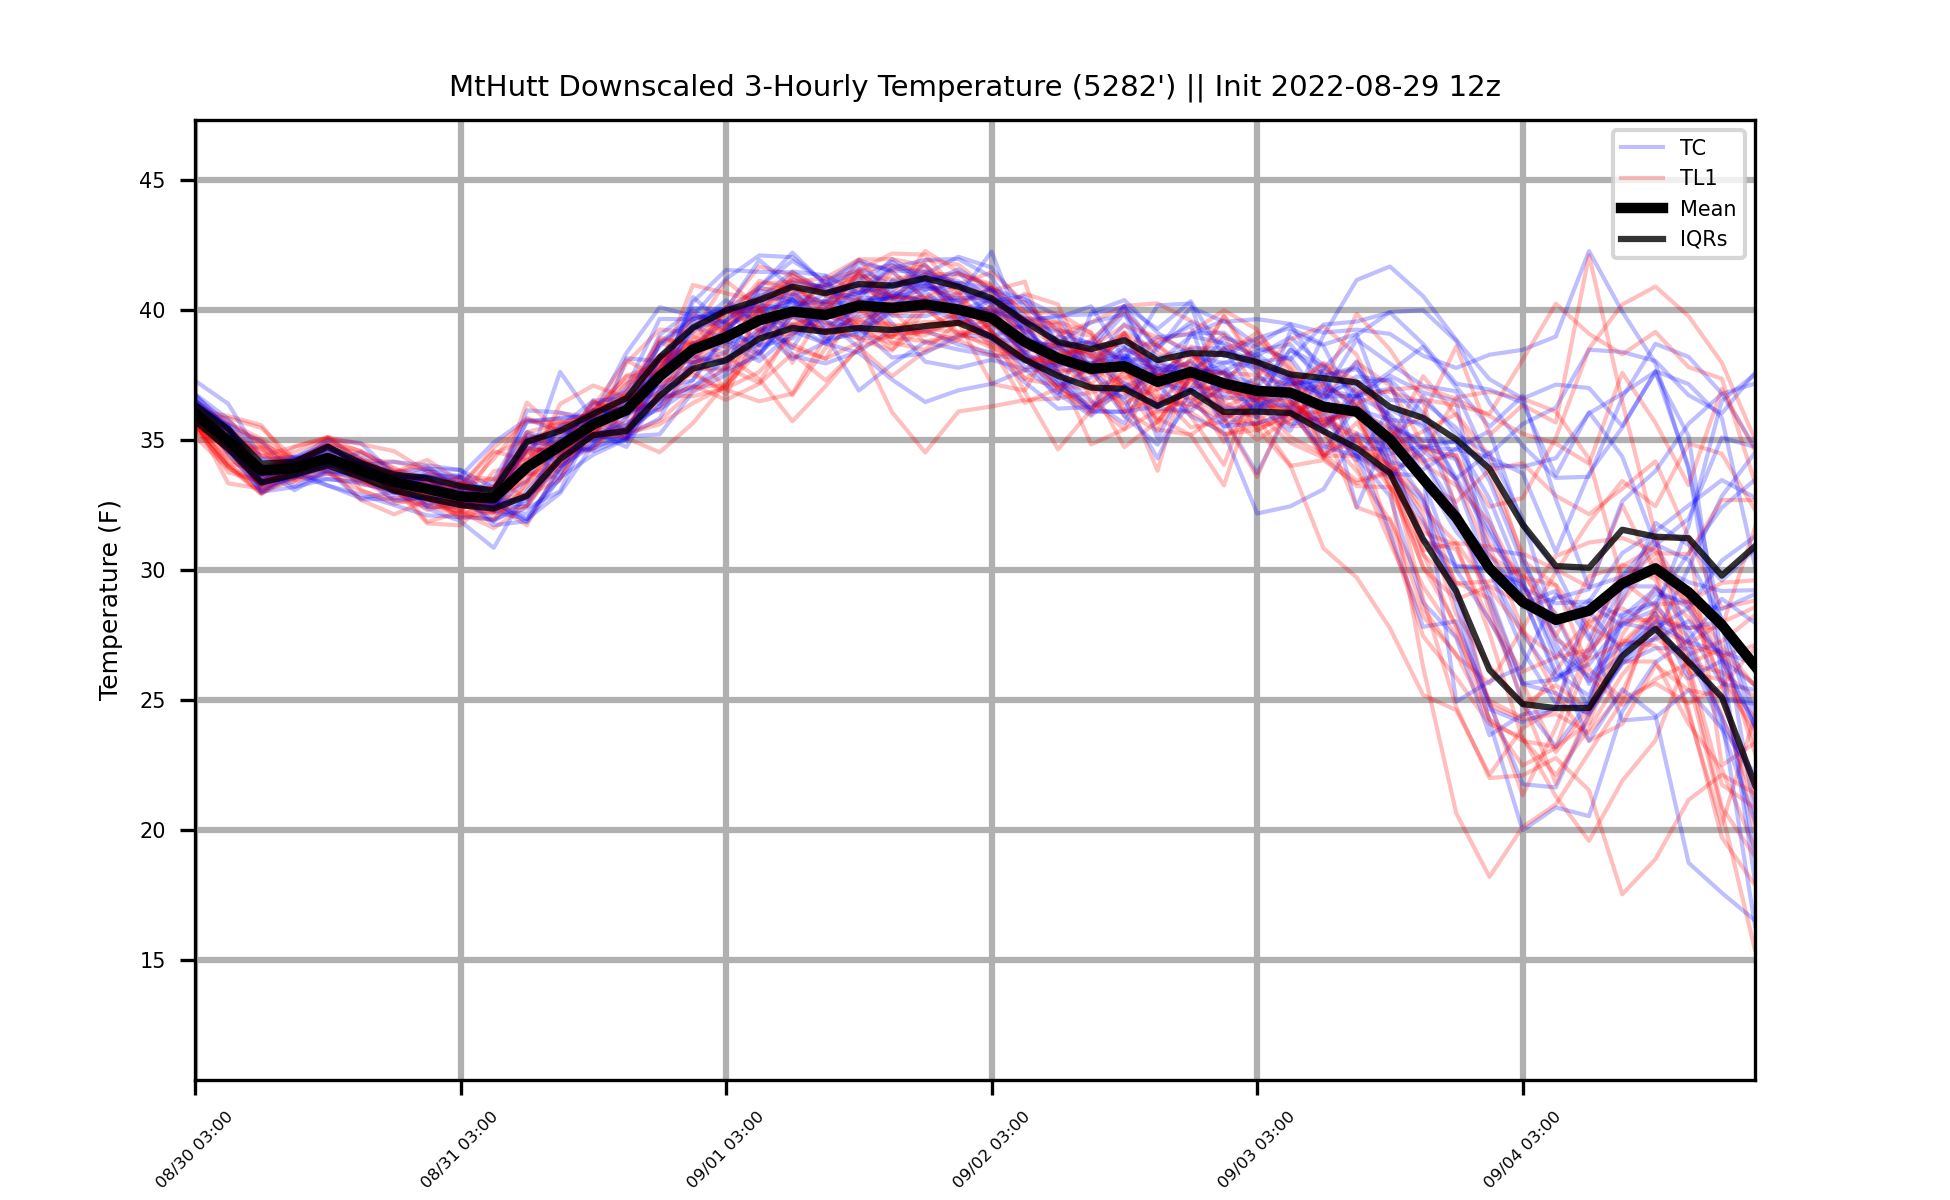 MtHutt Downscaled 3-Hourly Temperature (5282') || Init 2022-08-29 12z
TC
TL1
Mean
IQRs
Temperature (F)
45
40
35
30
25
20
15
08/30 03:00
08/31 03:00
09/01 03:00
09/02 03:00
09/03 03:00
09/04 03:00